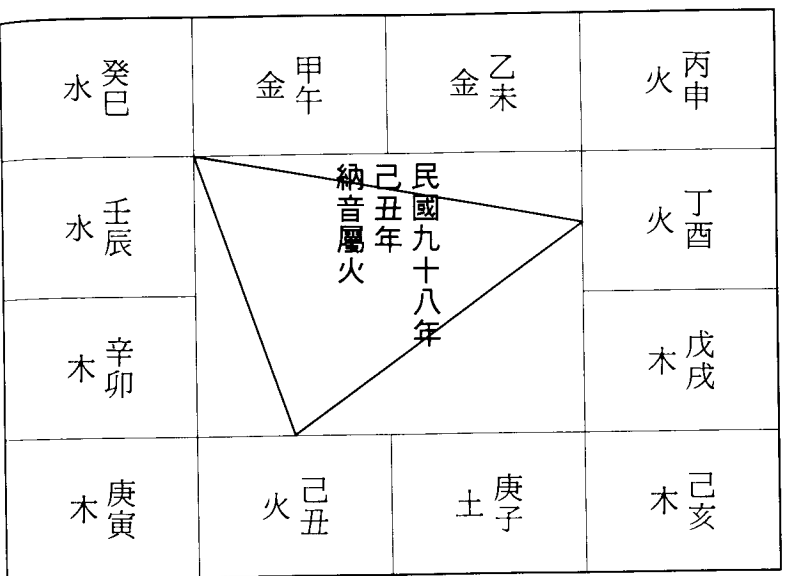 癸巳
水
甲午
金
乙未
金
丙申
火
壬辰
水
民國九十八年
己丑年
納音屬火
丁酉
火
辛卯
木
戊戌
木
庚寅
木
己丑
火
庚子
土
己亥
木